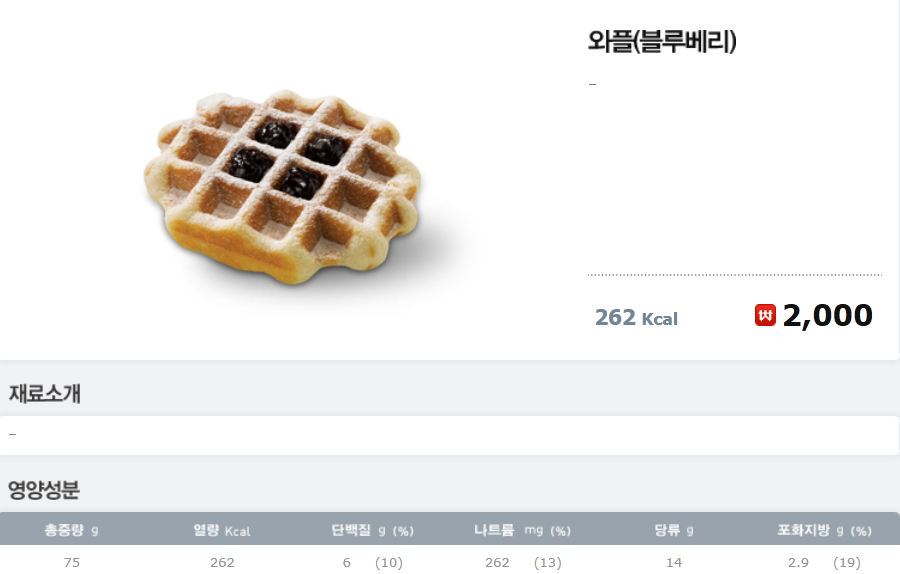 와플(블루베리)
–
262 Kcal ₩ 2,000
재료소개
–
영양성분
총중량 g 열량 Kcal 단백질 g (%) 나트륨 mg (%) 당류 g 포화지방 g (%)
75 262 6 (10) 262 (13) 14 2.9 (19)